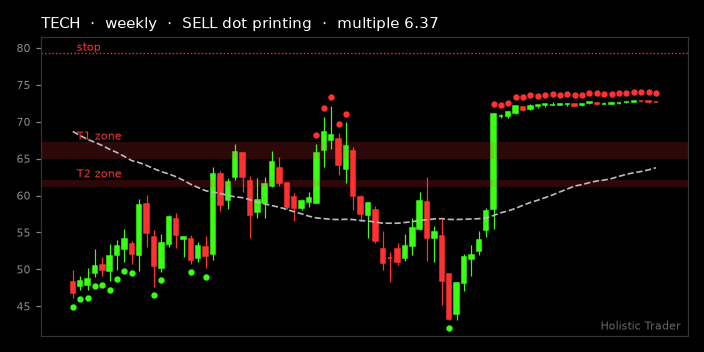 TECH · weekly · SELL dot printing · multiple 6.37
80
stop
75
70
T1 zone
65
T2 zone
60
55
50
45
Holistic Trader